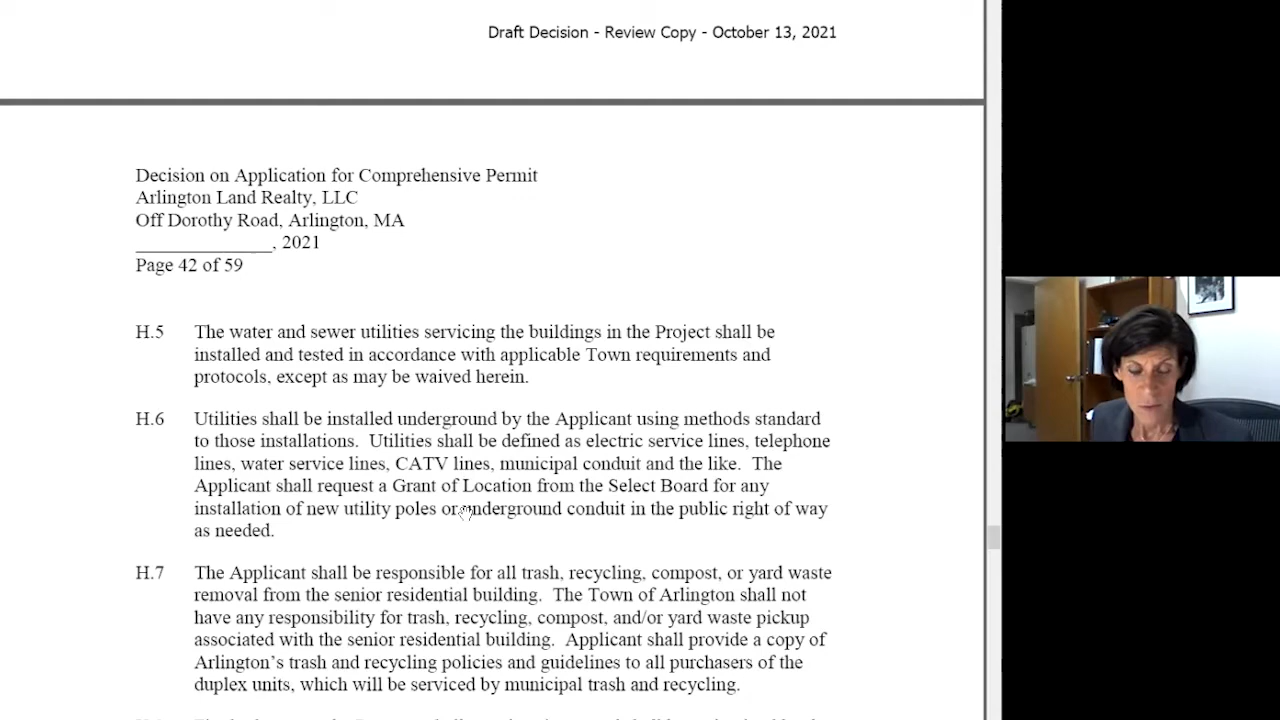 Draft Decision - Review Copy - October 13, 2021
Decision on Application for Comprehensive Permit
Arlington Land Realty, LLC
Off Dorothy Road, Arlington, MA
______________, 2021
Page 42 of 59
H.5 The water and sewer utilities servicing the buildings in the Project shall be
installed and tested in accordance with applicable Town requirements and
protocols, except as may be waived herein.
H.6 Utilities shall be installed underground by the Applicant using methods standard
to those installations. Utilities shall be defined as electric service lines, telephone
lines, water service lines, CATV lines, municipal conduit and the like. The
Applicant shall request a Grant of Location from the Select Board for any
installation of new utility poles or underground conduit in the public right of way
as needed.
H.7 The Applicant shall be responsible for all trash, recycling, compost, or yard waste
removal from the senior residential building. The Town of Arlington shall not
have any responsibility for trash, recycling, compost, and/or yard waste pickup
associated with the senior residential building. Applicant shall provide a copy of
Arlington's trash and recycling policies and guidelines to all purchasers of the
duplex units, which will be serviced by municipal trash and recycling.